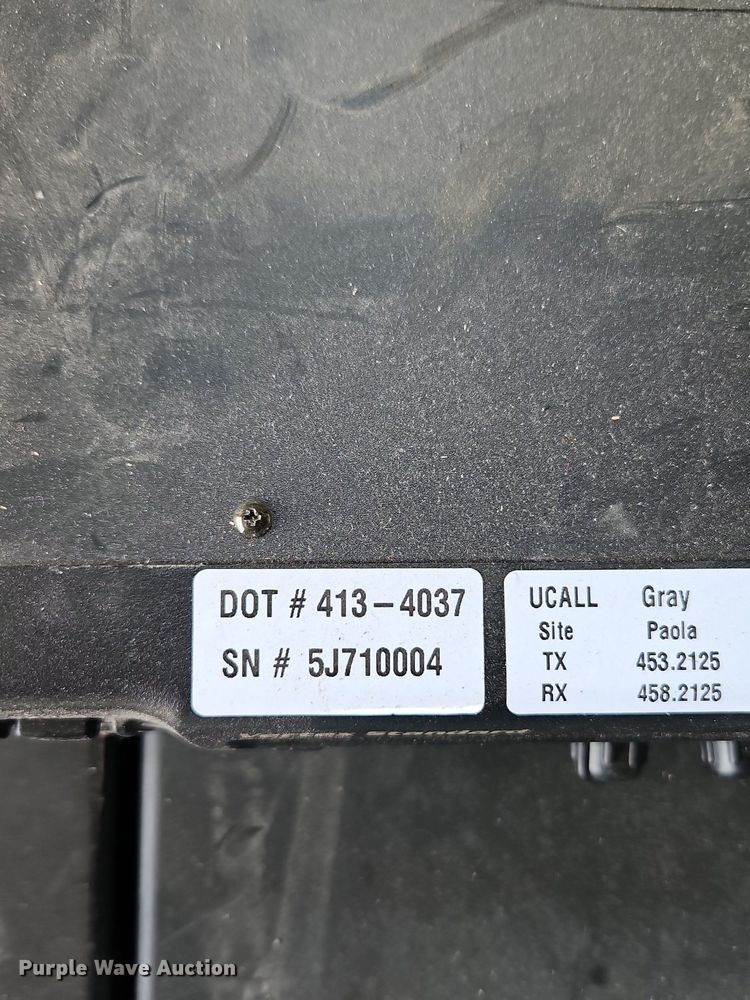 DOT # 413-4037
SN # 5J710004
UCALL Gray
Site Paola
TX 453.2125
RX 458.2125
Purple Wave Auction